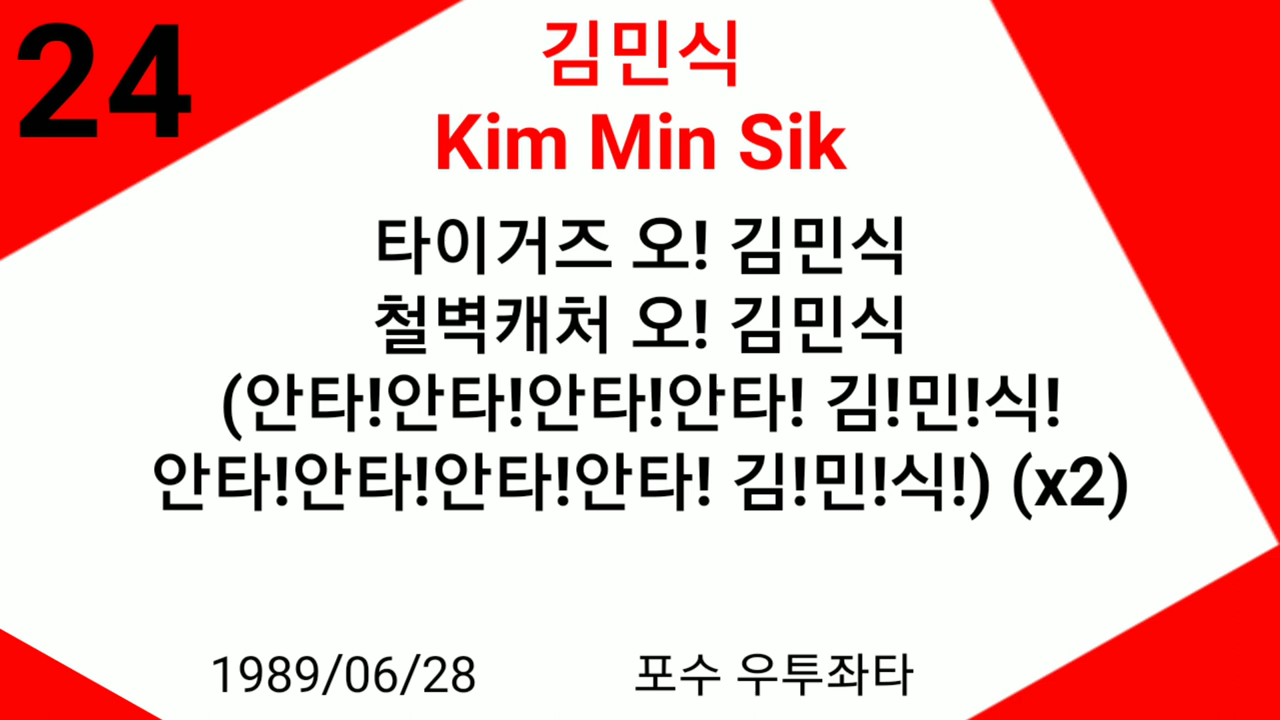 24
김민식
Kim Min Sik
타이거즈 오! 김민식
철벽캐처 오! 김민식
(안타!안타!안타!안타! 김!민!식!
안타!안타!안타!안타! 김!민!식!) (x2)
1989/06/28
포수 우투좌타